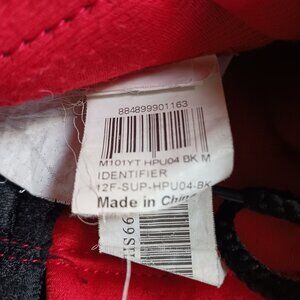 884899901163
M101YT HPU04 BK M
IDENTIFIER
12F-SUP-HPU04-BK
Made in China